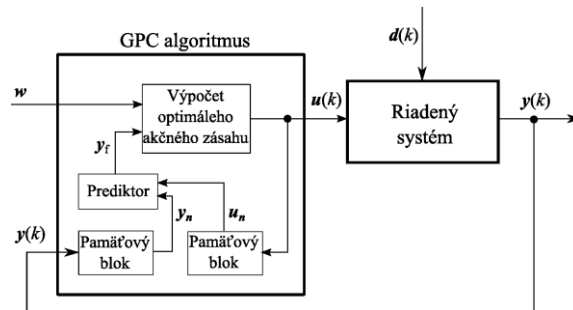 GPC algoritmus
d(k)
w
Výpočet
optimáleho
akčného zásahu
u(k)
Riadený
systém
y(k)
y_f
Prediktor
y_n
u_n
y(k)
Pamäťový
blok
Pamäťový
blok